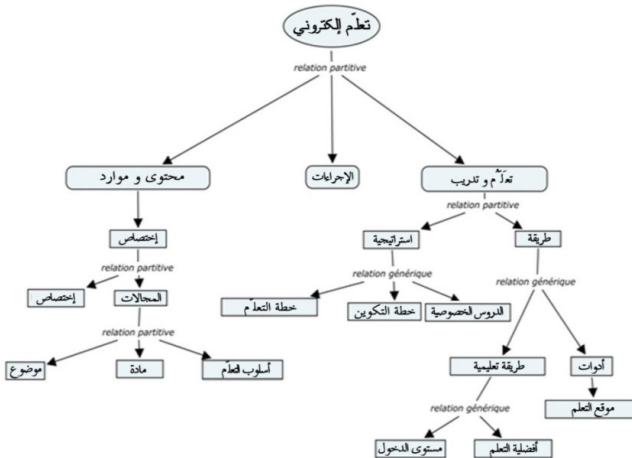 تعلّم إلكتروني
relation partitive
تعَلُّم و تدريب
الإجراءات
محتوى و موارد
relation partitive
طريقة
استراتيجية
إختصاص
relation générique
relation générique
relation partitive
الدروس الخصوصية
خطة التكوين
خطة التعلّم
المجالات
إختصاص
relation partitive
أدوات
طريقة تعليمية
أسلوب التعلّم
مادة
موضوع
موقع التعلم
relation générique
أفضلية التعلم
مستوى الدخول